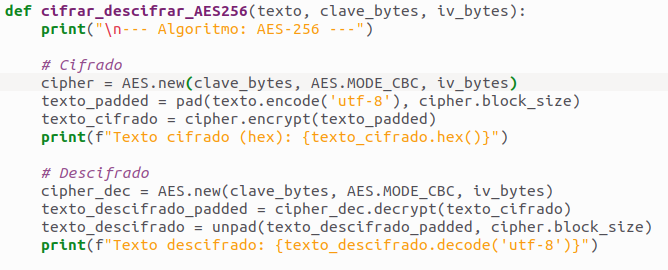 def cifrar_descifrar_AES256(texto, clave_bytes, iv_bytes):
    print("\n--- Algoritmo: AES-256 ---")

    # Cifrado
    cipher = AES.new(clave_bytes, AES.MODE_CBC, iv_bytes)
    texto_padded = pad(texto.encode('utf-8'), cipher.block_size)
    texto_cifrado = cipher.encrypt(texto_padded)
    print(f"Texto cifrado (hex): {texto_cifrado.hex()}")

    # Descifrado
    cipher_dec = AES.new(clave_bytes, AES.MODE_CBC, iv_bytes)
    texto_descifrado_padded = cipher_dec.decrypt(texto_cifrado)
    texto_descifrado = unpad(texto_descifrado_padded, cipher.block_size)
    print(f"Texto descifrado: {texto_descifrado.decode('utf-8')}")